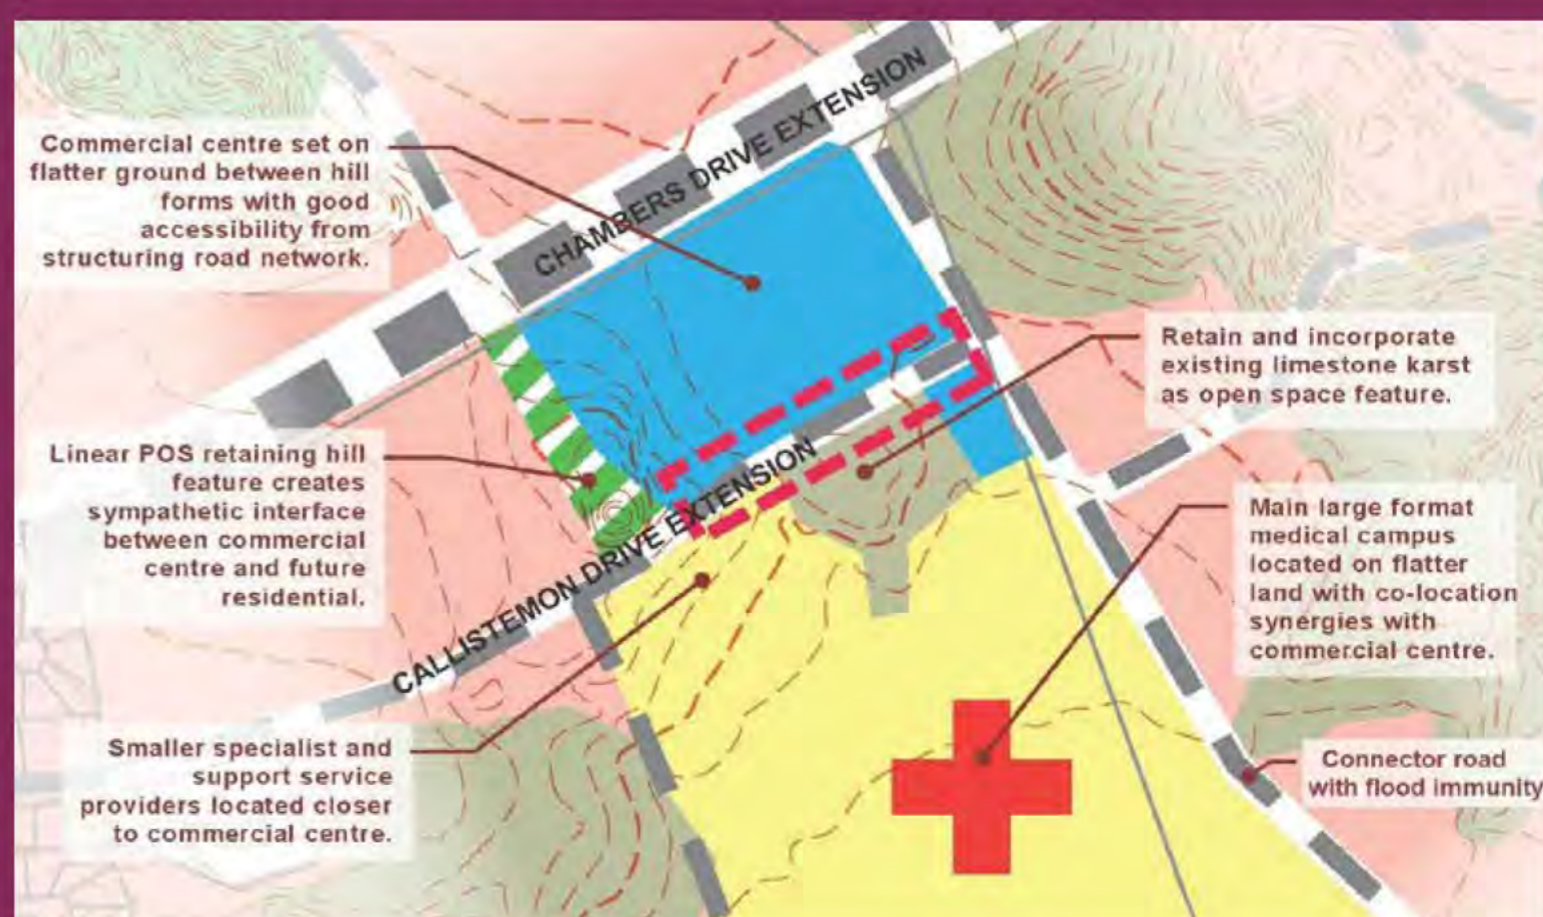 CHAMBERS DRIVE EXTENSION
Commercial centre set on
flatter ground between hill
forms with good
accessibility from
structuring road network.
Retain and incorporate
existing limestone karst
as open space feature.
Linear POS retaining hill
feature creates
sympathetic interface
between commercial
centre and future
residential.
CALLISTEMON DRIVE EXTENSION
Main large format
medical campus
located on flatter
land with co-location
synergies with
commercial centre.
Smaller specialist and
support service
providers located closer
to commercial centre.
Connector road
with flood immunity